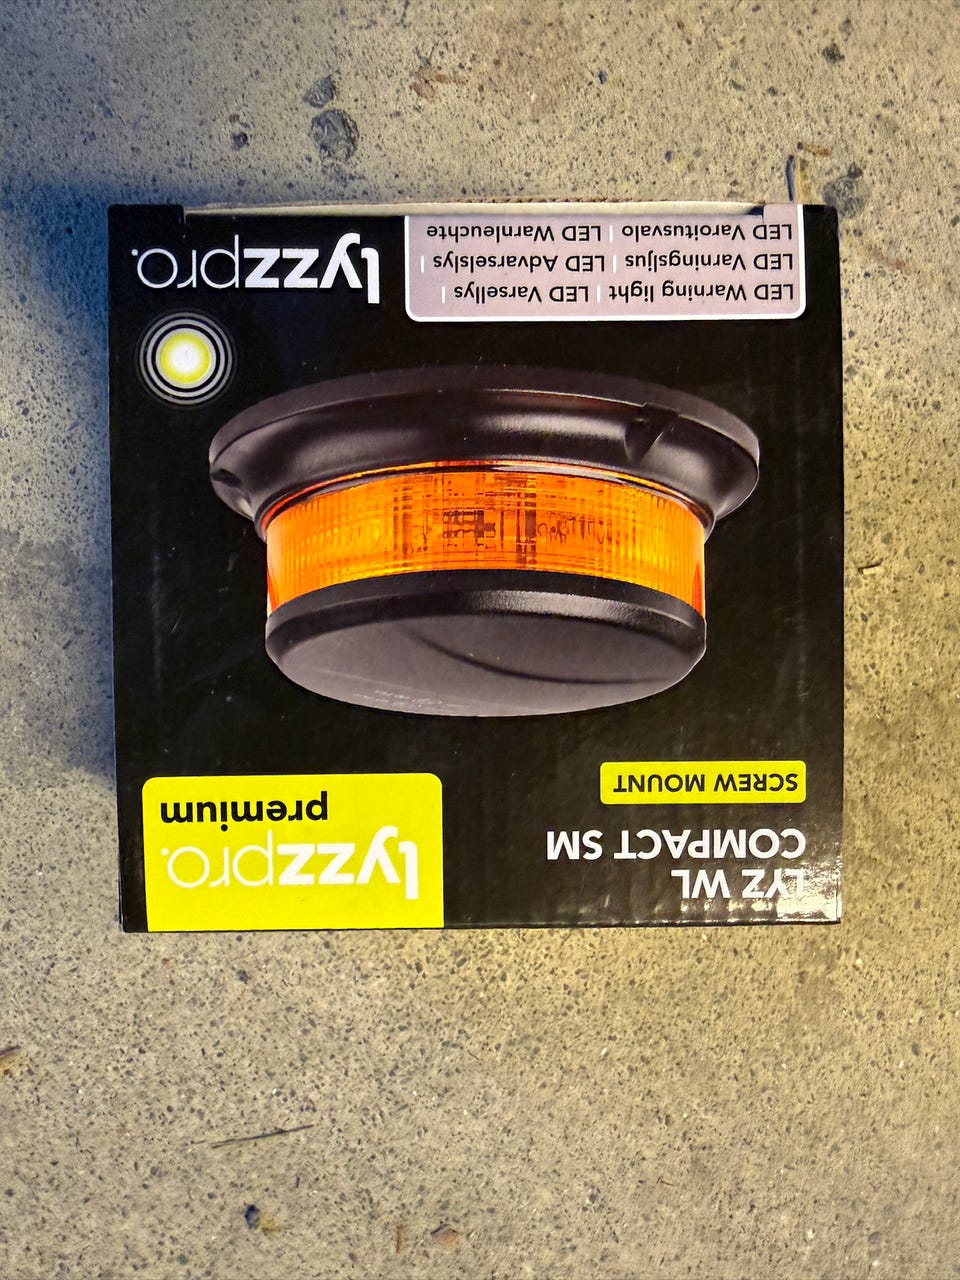 LYZ WL
COMPACT SM
SCREW MOUNT
lyzzpro.
premium
LED Warning light | LED Varsellys |
LED Varningsljus | LED Advarselslys |
LED Varoitusvalo | LED Warnleuchte
lyzzpro.